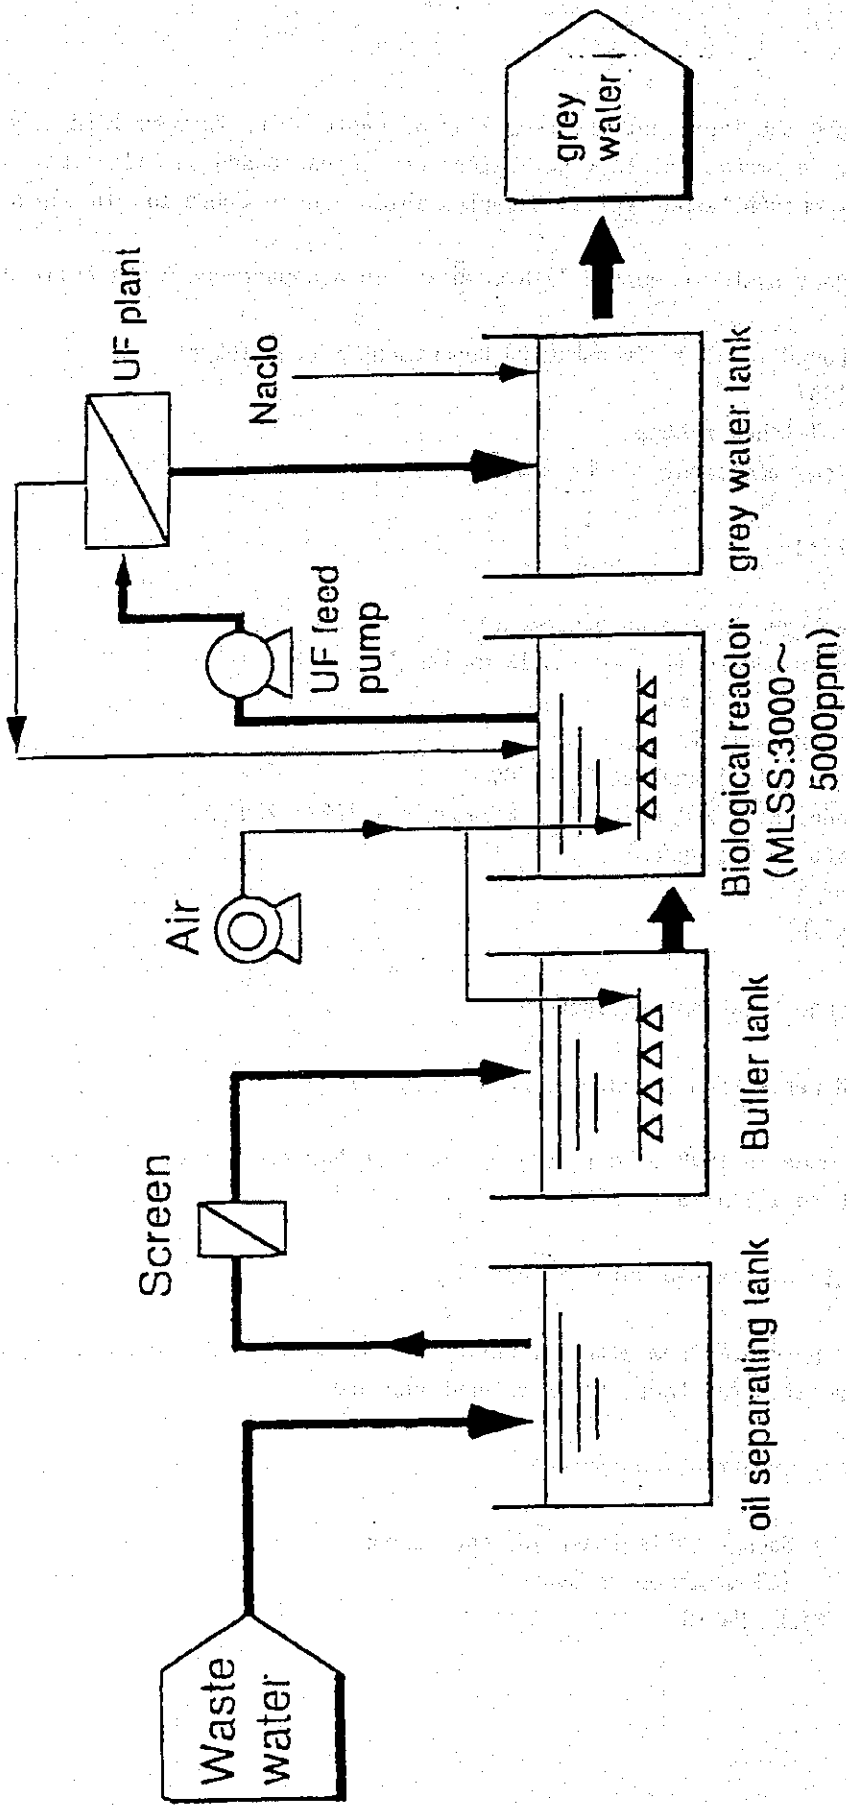 Waste
water
oil separating tank
Screen
Buller tank
Air
Biological reactor
(MLSS:3000～
5000ppm)
UF feed
pump
UF plant
Naclo
grey water tank
grey
water